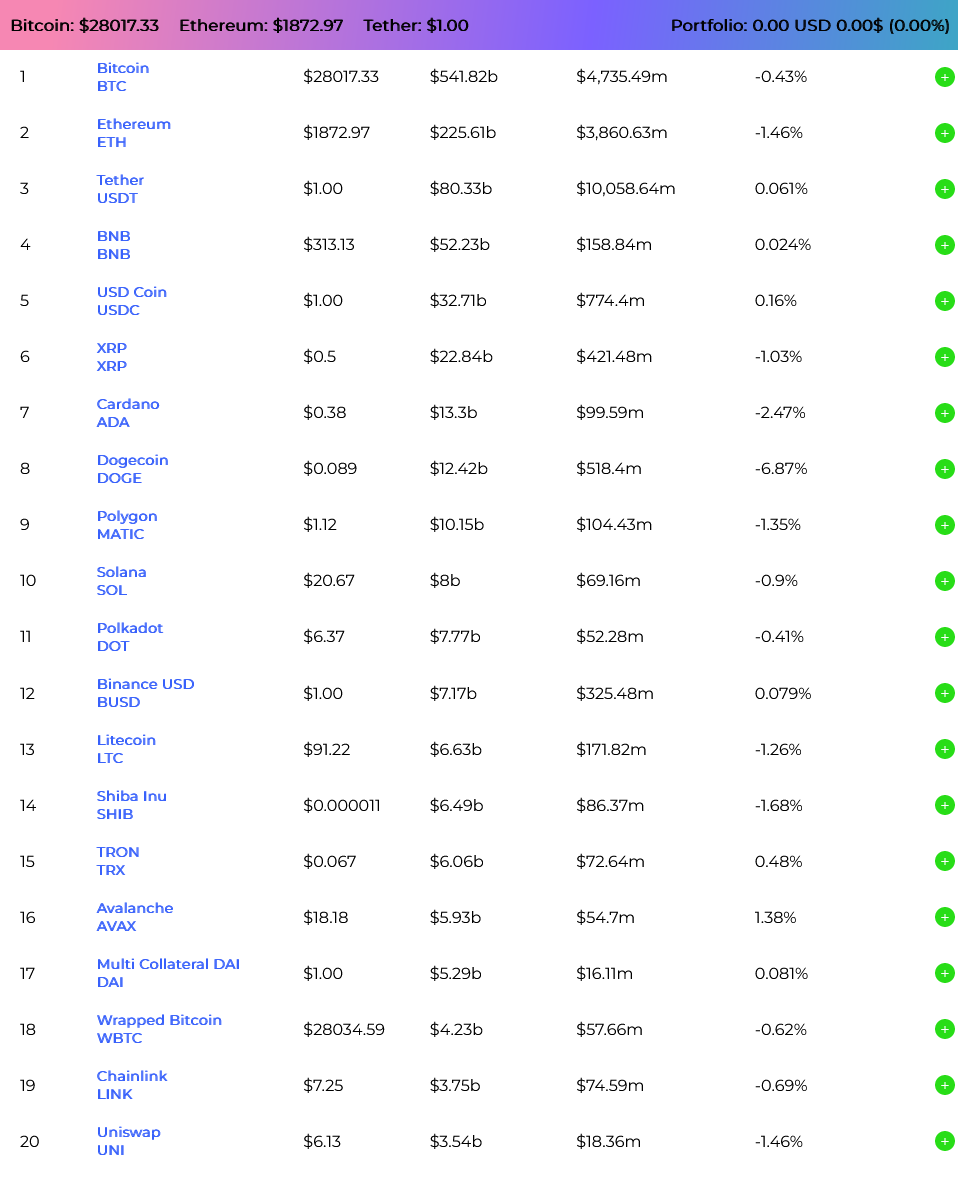 Bitcoin: $28017.33 Ethereum: $1872.97 Tether: $1.00 Portfolio: 0.00 USD 0.00$ (0.00%)
1 Bitcoin $28017.33 $541.82b $4,735.49m -0.43% +
BTC
2 Ethereum $1872.97 $225.61b $3,860.63m -1.46% +
ETH
3 Tether $1.00 $80.33b $10,058.64m 0.061% +
USDT
4 BNB $313.13 $52.23b $158.84m 0.024% +
BNB
5 USD Coin $1.00 $32.71b $774.4m 0.16% +
USDC
6 XRP $0.5 $22.84b $421.48m -1.03% +
XRP
7 Cardano $0.38 $13.3b $99.59m -2.47% +
ADA
8 Dogecoin $0.089 $12.42b $518.4m -6.87% +
DOGE
9 Polygon $1.12 $10.15b $104.43m -1.35% +
MATIC
10 Solana $20.67 $8b $69.16m -0.9% +
SOL
11 Polkadot $6.37 $7.77b $52.28m -0.41% +
DOT
12 Binance USD $1.00 $7.17b $325.48m 0.079% +
BUSD
13 Litecoin $91.22 $6.63b $171.82m -1.26% +
LTC
14 Shiba Inu $0.000011 $6.49b $86.37m -1.68% +
SHIB
15 TRON $0.067 $6.06b $72.64m 0.48% +
TRX
16 Avalanche $18.18 $5.93b $54.7m 1.38% +
AVAX
17 Multi Collateral DAI $1.00 $5.29b $16.11m 0.081% +
DAI
18 Wrapped Bitcoin $28034.59 $4.23b $57.66m -0.62% +
WBTC
19 Chainlink $7.25 $3.75b $74.59m -0.69% +
LINK
20 Uniswap $6.13 $3.54b $18.36m -1.46% +
UNI